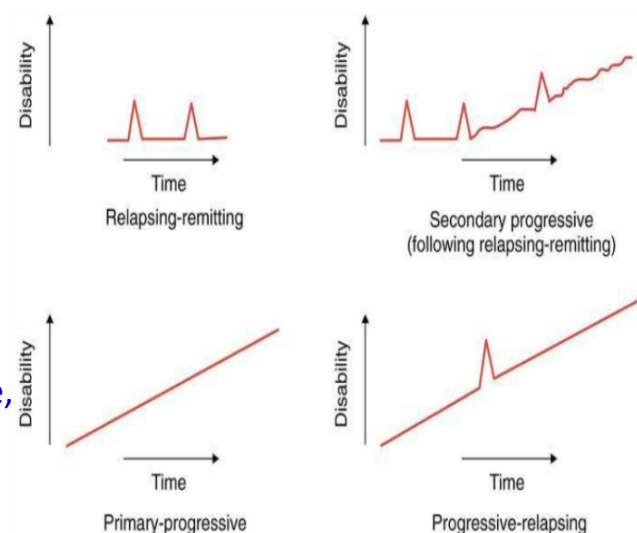 Disability
Time
Relapsing-remitting
Disability
Time
Secondary progressive
(following relapsing-remitting)
e,
Disability
Time
Primary-progressive
Disability
Time
Progressive-relapsing